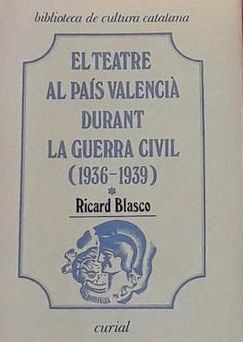 biblioteca de cultura catalana
EL TEATRE
AL PAÍS VALENCIÀ
DURANT
LA GUERRA CIVIL
(1936-1939)
*
Ricard Blasco
curial